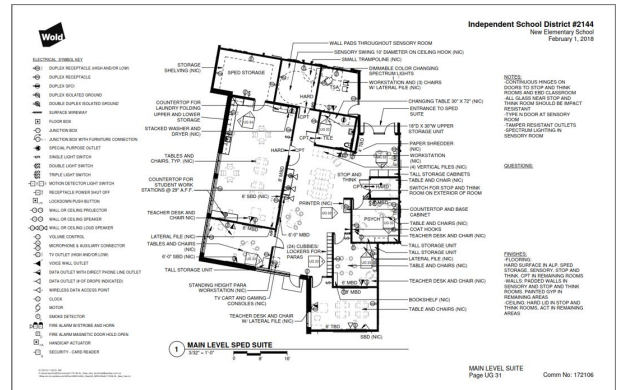 Wold
Independent School District #2144
New Elementary School
February 1, 2018
ELECTRICAL SYMBOL KEY
DUPLEX RECEPTACLE (HIGH AND/OR LOW)
DUPLEX RECEPTACLE
DUPLEX GFCI
DUPLEX ISOLATED GROUND
DOUBLE DUPLEX ISOLATED GROUND
SURFACE WIREWAY
FLOOR BOX
JUNCTION BOX
JUNCTION BOX WITH FURNITURE CONNECTION
SPECIAL PURPOSE OUTLET
SINGLE LIGHT SWITCH
DOUBLE LIGHT SWITCH
TRIPLE LIGHT SWITCH
MOTION DETECTOR LIGHT SWITCH
RECEPTACLE POWER SHUT OFF
LOCKDOWN PUSH BUTTON
WALL OR CEILING PROJECTOR
WALL OR CEILING SPEAKER
WALL OR CEILING LOUD SPEAKER
VOLUME CONTROL
MICROPHONE & AUXILIARY CONNECTOR
TV OUTLET (HIGH AND/OR LOW)
VOICE WALL OUTLET
DATA OUTLET WITH DIRECT PHONE LINE OUTLET
DATA OUTLET (# OF DROPS INDICATED)
WIRELESS DATA ACCESS POINT
CLOCK
MOTOR
SMOKE DETECTOR
FIRE ALARM W/STROBE AND HORN
FIRE ALARM MAGNETIC DOOR HOLD OPEN
HANDICAP ACTUATOR
SECURITY - CARD READER
STORAGE
SHELVING (NIC)
COUNTERTOP FOR
LAUNDRY FOLDING
UPPER AND LOWER
STORAGE
STACKED WASHER AND
DRYER (NIC)
TABLES AND
CHAIRS, TYP. (NIC)
COUNTERTOP FOR
STUDENT WORK
STATIONS @ 29" A.F.F.
TEACHER DESK AND
CHAIR (NIC)
LATERAL FILE (NIC)
TABLES AND CHAIRS
(NIC)
6'-0" SBD (NIC)
TALL STORAGE UNIT
STANDING HEIGHT PARA
WORKSTATION (NIC)
TV CART AND GAMING
CONSOLES (NIC)
TEACHER DESK AND CHAIR
W/ LATERAL FILE (NIC)
WALL PADS THROUGHOUT SENSORY ROOM
SENSORY SWING 10' DIAMETER ON CEILING HOOK (NIC)
SMALL TRAMPOLINE (NIC)
DIMMABLE COLOR CHANGING
SPECTRUM LIGHTS
WORKSTATION AND (3) CHAIRS
W/ LATERAL FILE (NIC)
CHANGING TABLE 30" X 72" (NIC)
ENTRANCE TO SPED
SUITE
18"D X 30"W UPPER
STORAGE UNIT
PAPER SHREDDER
(NIC)
WORKSTATION
(NIC)
(4) VERTICAL FILES (NIC)
TALL STORAGE CABINETS
TABLE AND CHAIR (NIC)
SWITCH FOR STOP AND THINK
ROOM ON EXTERIOR OF ROOM
COUNTERTOP AND BASE
CABINET
TABLE AND CHAIRS (NIC)
COAT HOOKS
TEACHER DESK AND CHAIR (NIC)
TALL STORAGE UNIT
TALL STORAGE UNIT
LATERAL FILE (NIC)
TABLE AND CHAIRS (NIC)
TEACHER DESK AND CHAIR (NIC)
BOOKSHELF (NIC)
TABLE AND CHAIRS (NIC)
SBD (NIC)
SPED STORAGE
HARD
CPT
CPT
TILE
HARD
CPT
STOP AND
THINK
CPT
HARD
PRINTER (NIC)
PSYCH
8' SBD (NIC)
6'-0" MBD
(24) CUBBIES/
LOCKERS FOR
PARAS
8' MBD
6' MBD
6' TBD
NOTES:
-CONTINUOUS HINGES ON
DOORS TO STOP AND THINK
ROOMS AND EBD CLASSROOM
-ALL GLASS NEAR STOP AND
THINK ROOM SHOULD BE IMPACT
RESISTANT
-TYPE N DOOR AT SENSORY
ROOM
-TAMPER RESISTANT OUTLETS
-SPECTRUM LIGHTING IN
SENSORY ROOM
QUESTIONS:
FINISHES:
-FLOORING:
HARD SURFACE IN ALP, SPED
STORAGE, SENSORY, STOP AND
THINK. CPT IN REMAINING ROOMS
-WALLS: PADDED WALLS IN
SENSORY AND STOP AND THINK
ROOMS. PAINTED GYP IN
REMAINING AREAS
-CEILING: HARD LID IN STOP AND
THINK ROOMS, ACT IN REMAINING
AREAS
1 MAIN LEVEL SPED SUITE
3/32" = 1'-0"
0 8' 16'
MAIN LEVEL SUITE
Page UG 31
Comm No: 172106